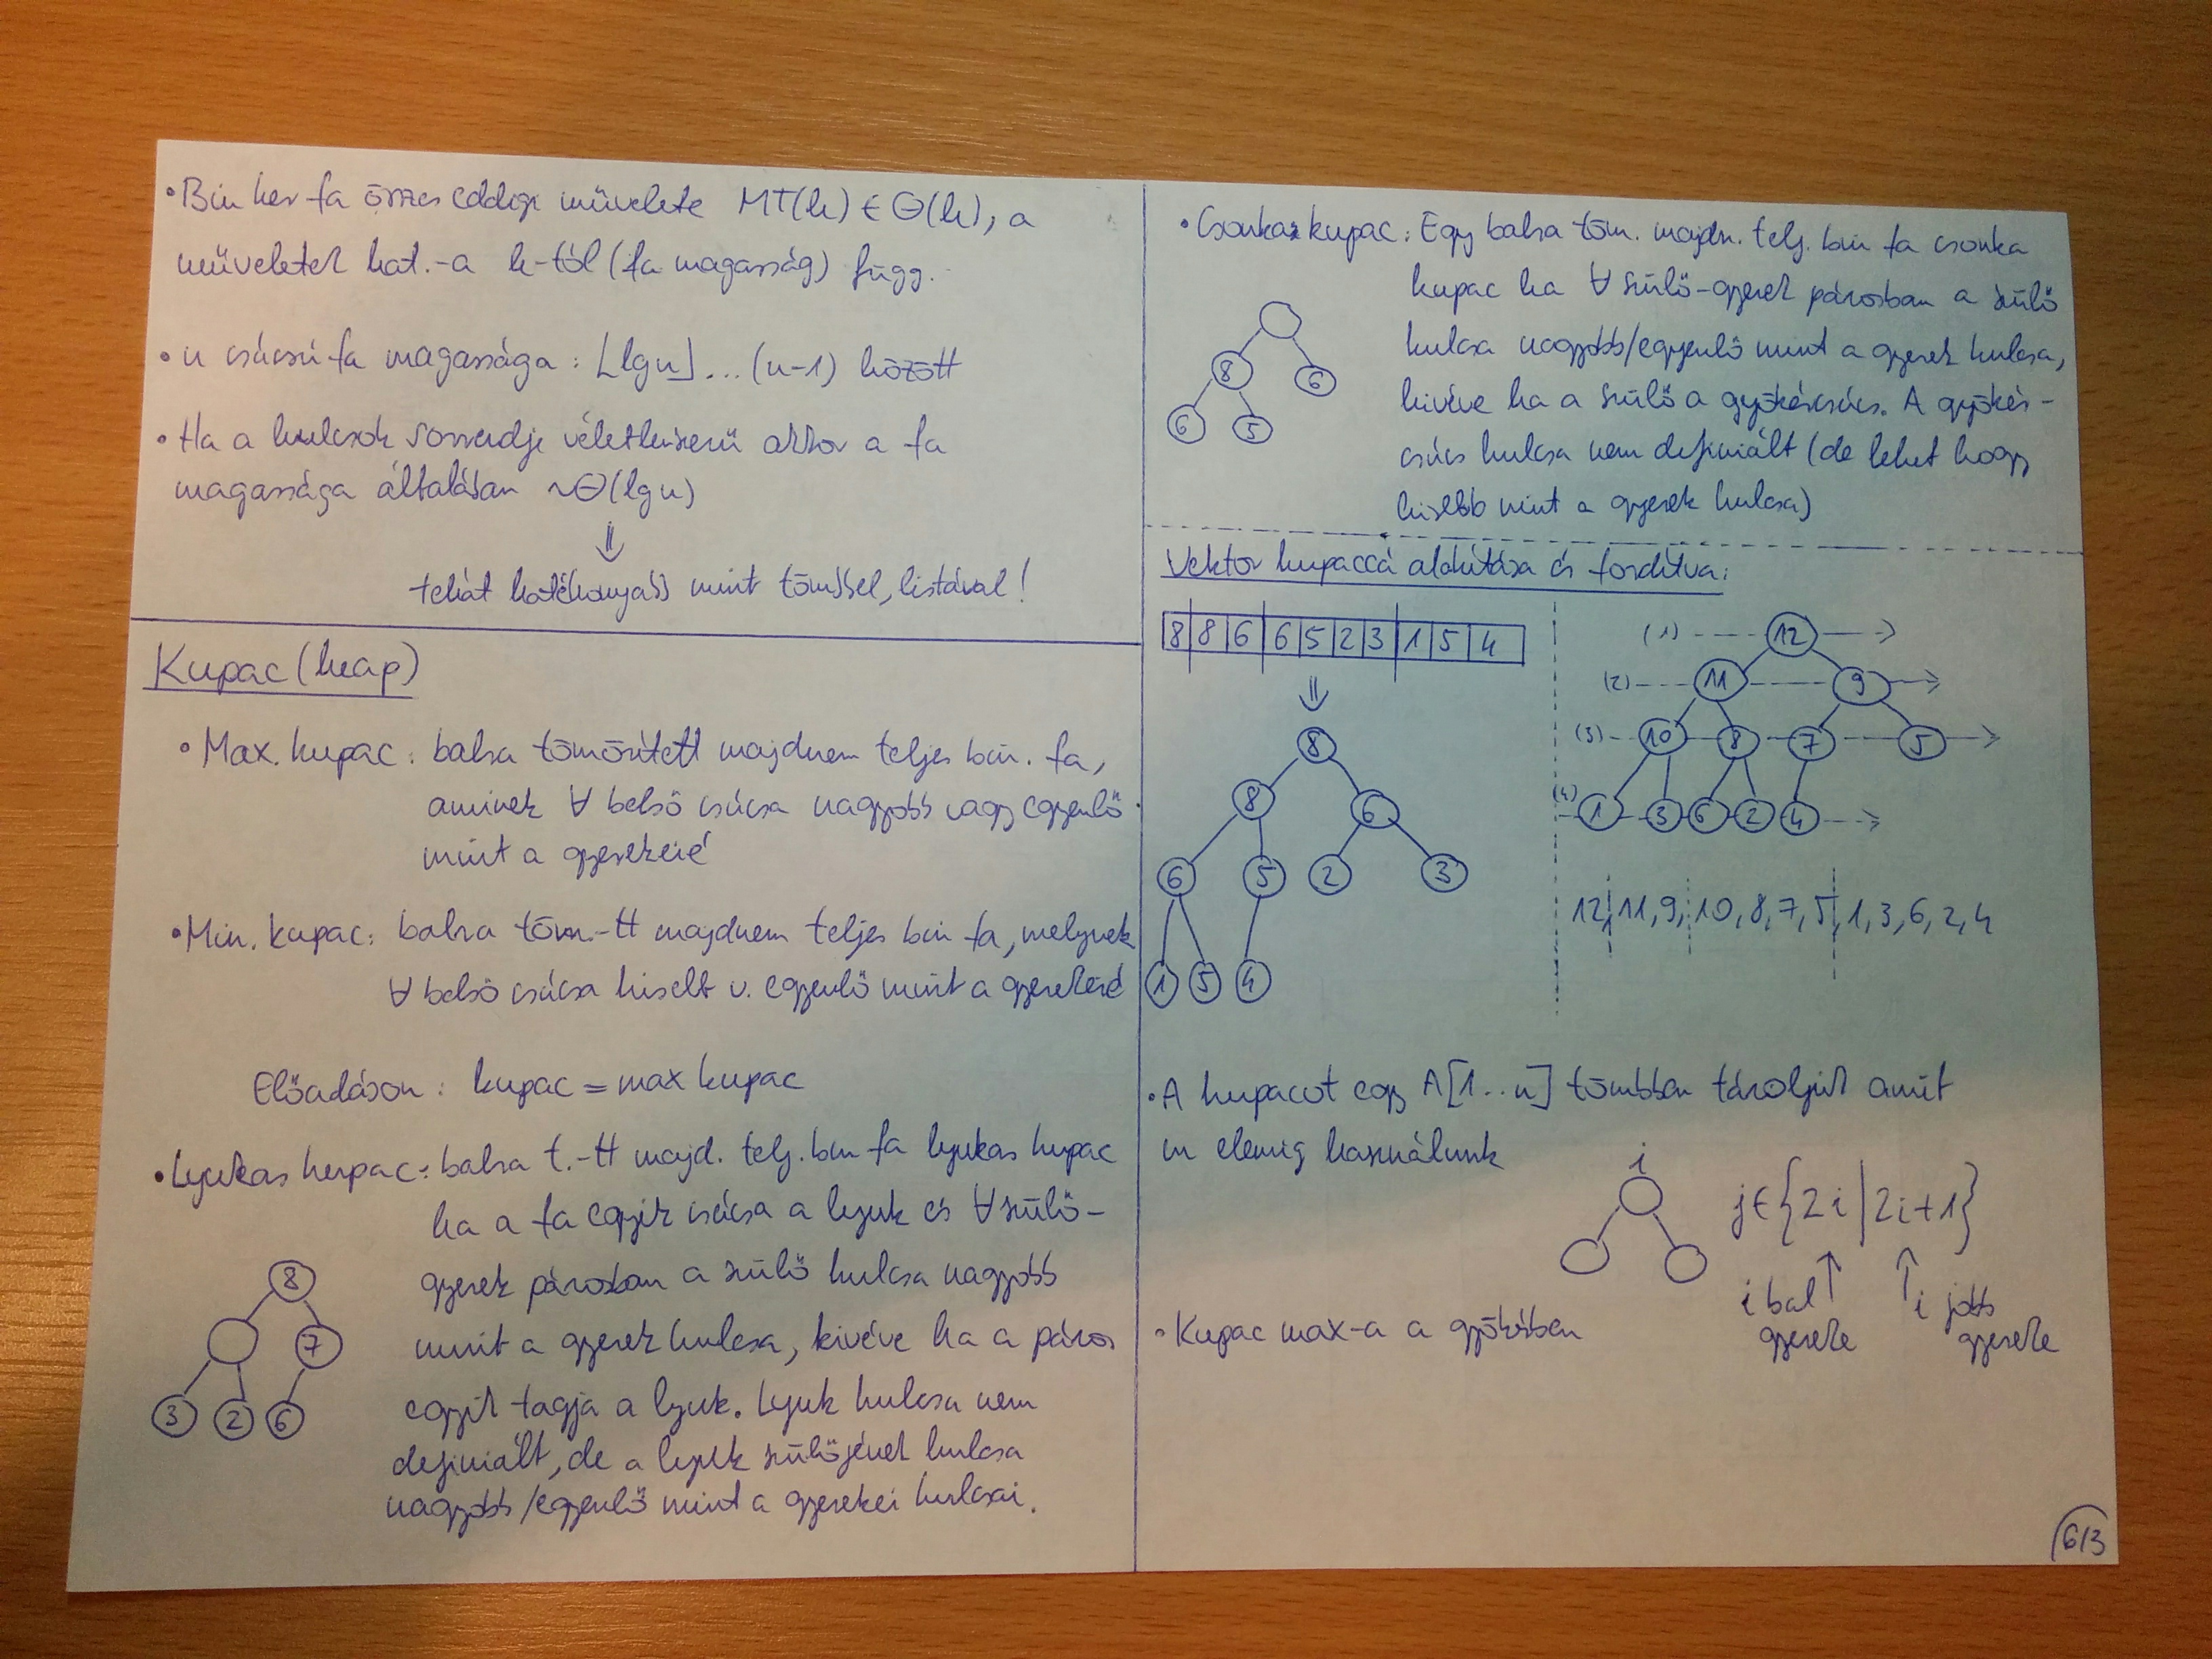 • Bin ker fa összes eddigi művelete MT(h) ∈ Θ(h), a
műveletek hat.-a h-tól (fa magasság) függ.
• n csúcsú fa magassága : ⌊lg n⌋ ... (n-1) között
• Ha a kulcsok sorrendje véletlenszerű akkor a fa
magassága általában ~Θ(lg n)
⇓
tehát hatékonyabb mint tömbbel, listával!
Kupac (heap)
• Max. kupac : balra tömörített majdnem teljes bin. fa,
aminek ∀ belső csúcsa nagyobb vagy egyenlő
mint a gyerekeié
• Min. kupac : balra töm.-tt majdnem teljes bin fa, melynek
∀ belső csúcsa kisebb v. egyenlő mint a gyerekeié
Előadáson : kupac = max kupac
• Lyukas kupac : balra t.-tt majd. telj. bin fa lyukas kupac
ha a fa egyik csúcsa a lyuk és ∀ szülő-
gyerek párosban a szülő kulcsa nagyobb
mint a gyerek kulcsa, kivéve ha a páros
egyik tagja a lyuk. Lyuk kulcsa nem
definiált, de a lyuk szülőjének kulcsa
nagyobb/egyenlő mint a gyerekei kulcsai.
8
7
3 2 6
• Csonka kupac : Egy balra töm. majdn. telj. bin fa csonka
kupac ha ∀ szülő-gyerek párosban a szülő
kulcsa nagyobb/egyenlő mint a gyerek kulcsa,
kivéve ha a szülő a gyökércsúcs. A gyökér-
csúcs kulcsa nem definiált (de lehet hogy
kisebb mint a gyerek kulcsa)
8 6
6 5
Vektor kupaccá alakítása és fordítva:
8 8 6 6 5 2 3 1 5 4
⇓
8
8 6
6 5 2 3
1 5 4
(1) 12
(2) 11 9
(3) 10 8 7 5
(4) 1 3 6 2 4
12, 11, 9, 10, 8, 7, 5, 1, 3, 6, 2, 4
• A kupacot egy A[1..n] tömbben tároljuk amit
m elemig használunk
i
j ∈ {2i | 2i+1}
i bal gyereke
i jobb gyereke
• Kupac max-a a gyökérben
6/3